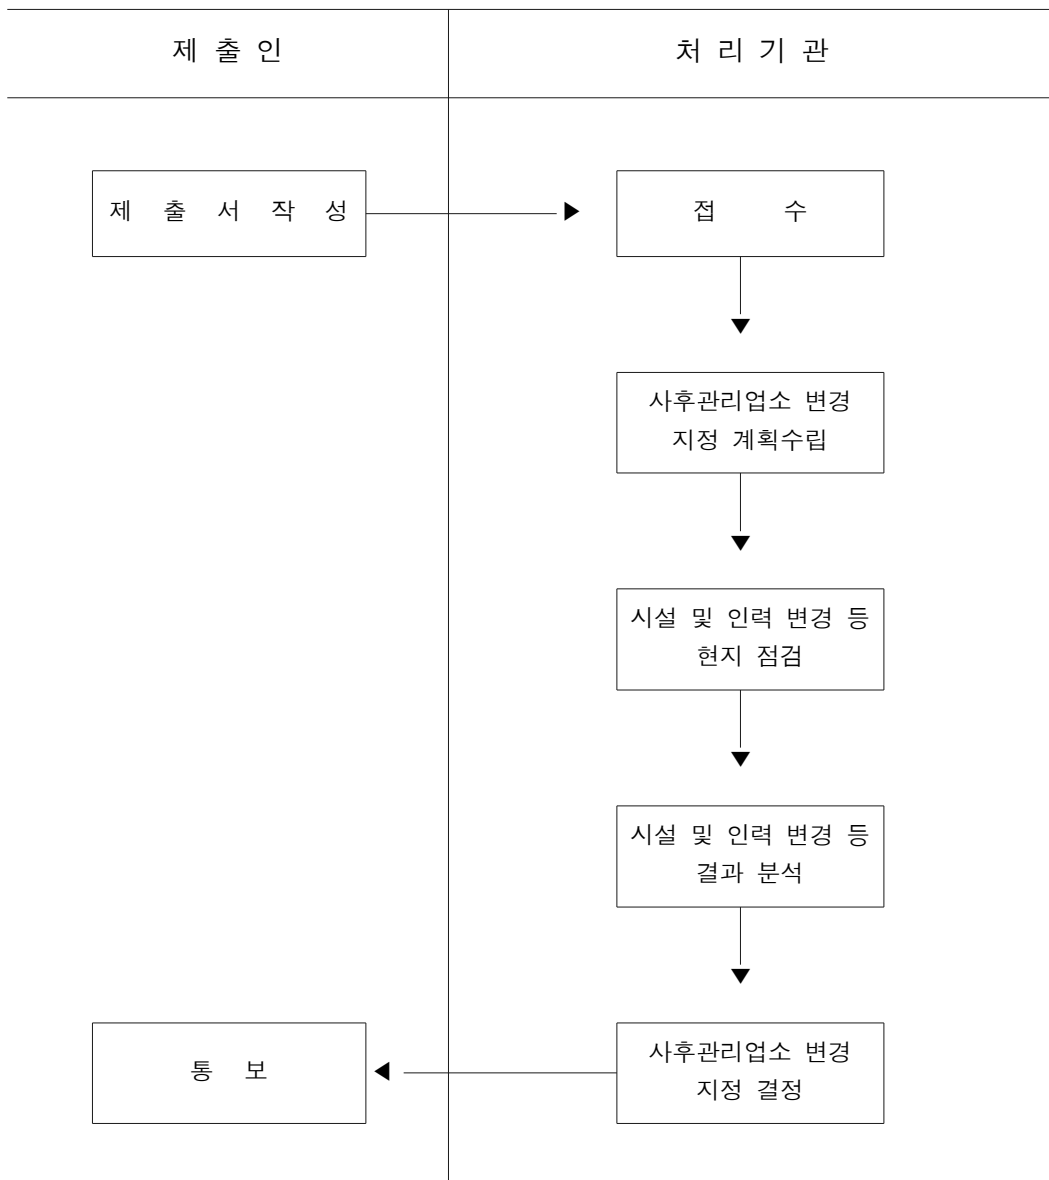 제 출 인
처 리 기 관
제 출 서 작 성
접 수
사후관리업소 변경
지정 계획수립
시설 및 인력 변경 등
현지 점검
시설 및 인력 변경 등
결과 분석
사후관리업소 변경
지정 결정
통 보